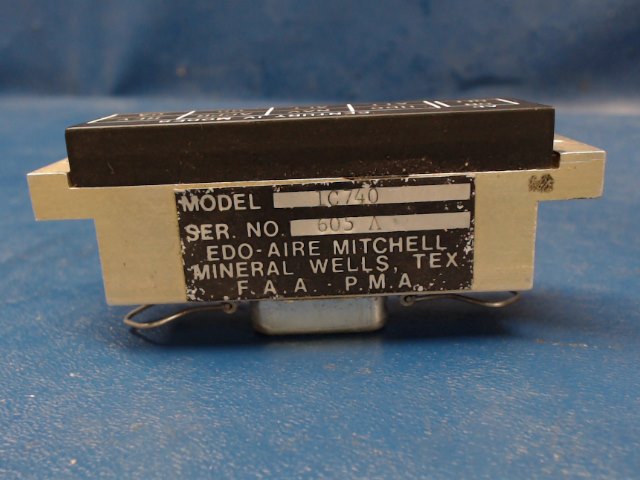 MODEL 1C740
SER. NO. 605 A
EDO-AIRE MITCHELL
MINERAL WELLS, TEX
F. A. A. P. M. A.